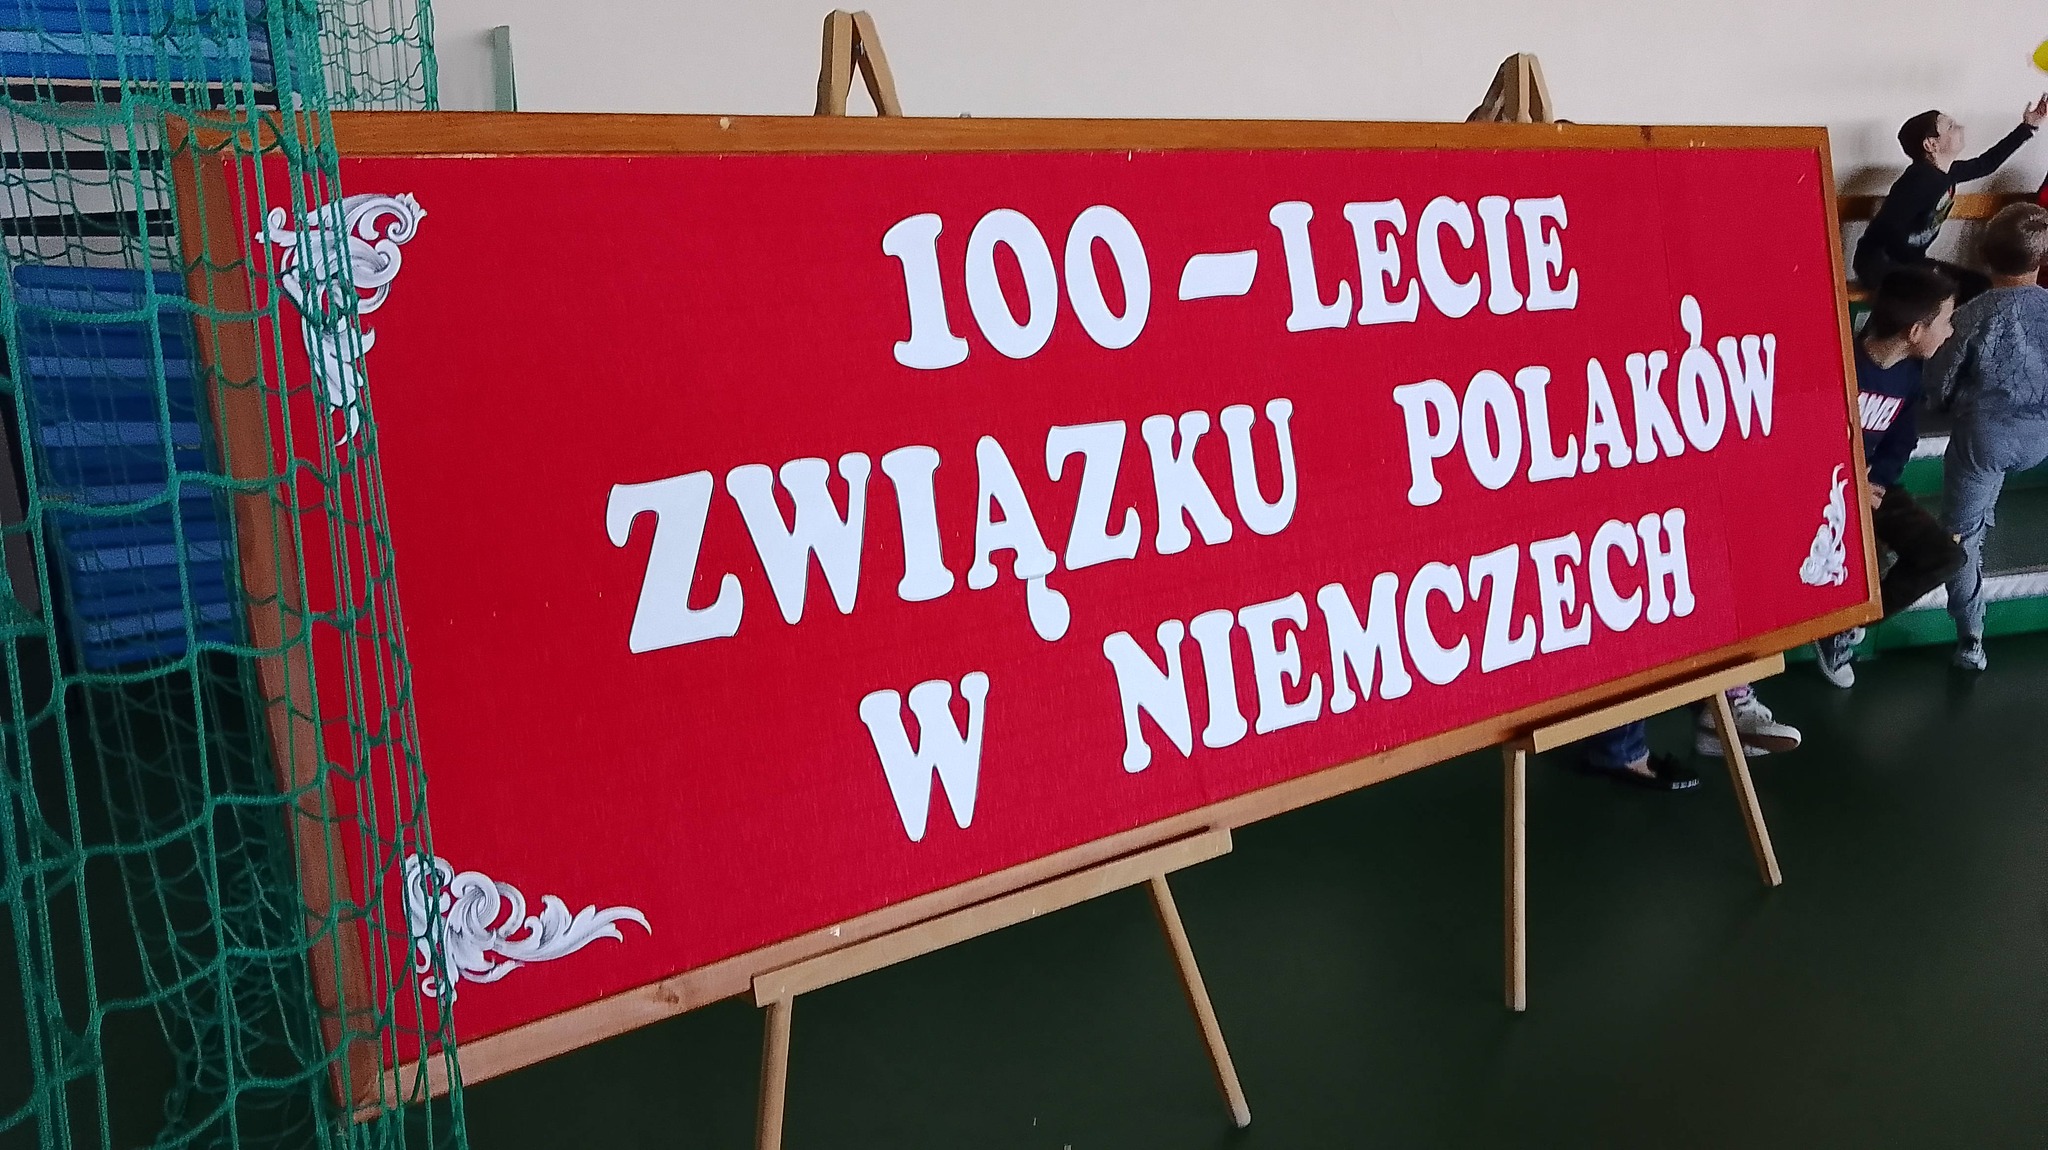 100-LECIE
ZWIĄZKU POLAKÓW
W NIEMCZECH